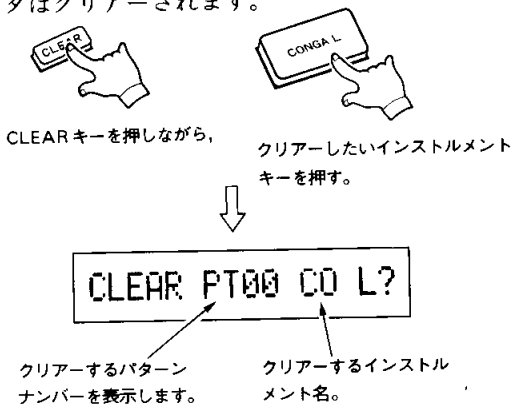 タはクリアーされます。
CLEAR
CONGA L
CLEARキーを押しながら,
クリアーしたいインストルメント
キーを押す。
CLEAR PT00 CO L?
クリアーするパターン
ナンバーを表示します。
クリアーするインストル
メント名。